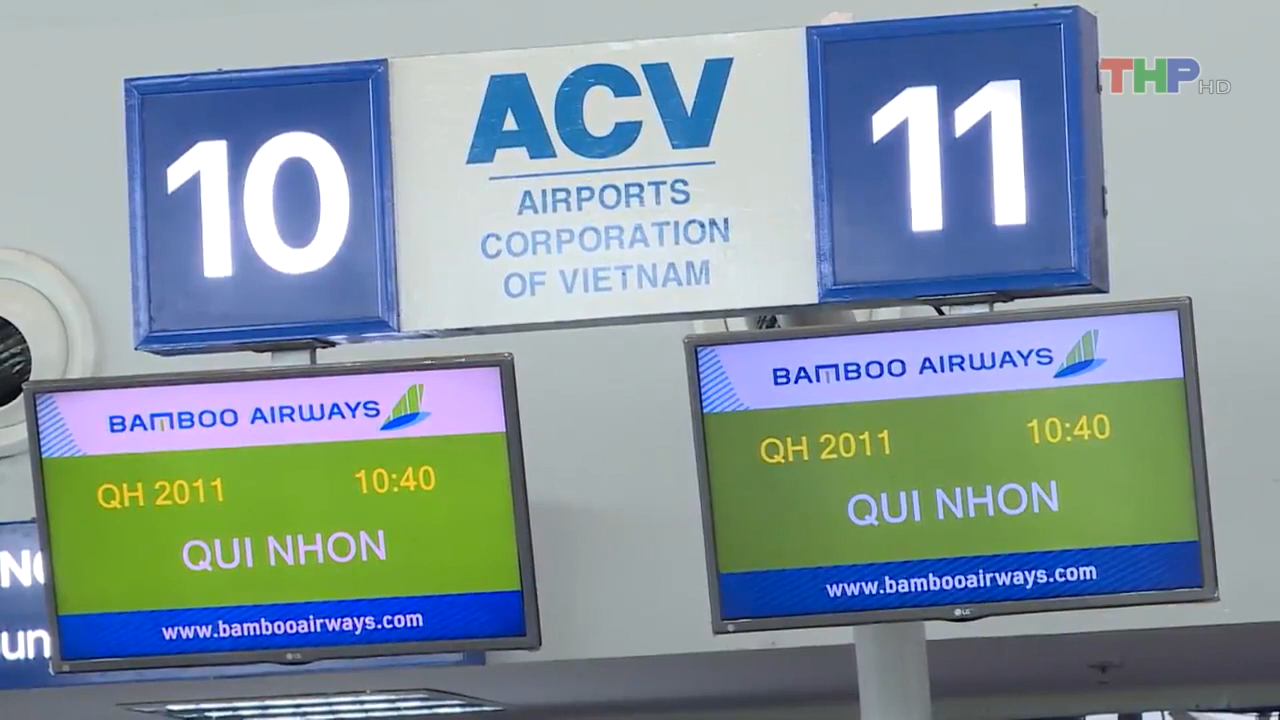 10
ACV
AIRPORTS
CORPORATION
OF VIETNAM
11
THP HD
BAMBOO AIRWAYS
QH 2011 10:40
QUI NHON
www.bambooairways.com
LG
BAMBOO AIRWAYS
QH 2011 10:40
QUI NHON
www.bambooairways.com
LG